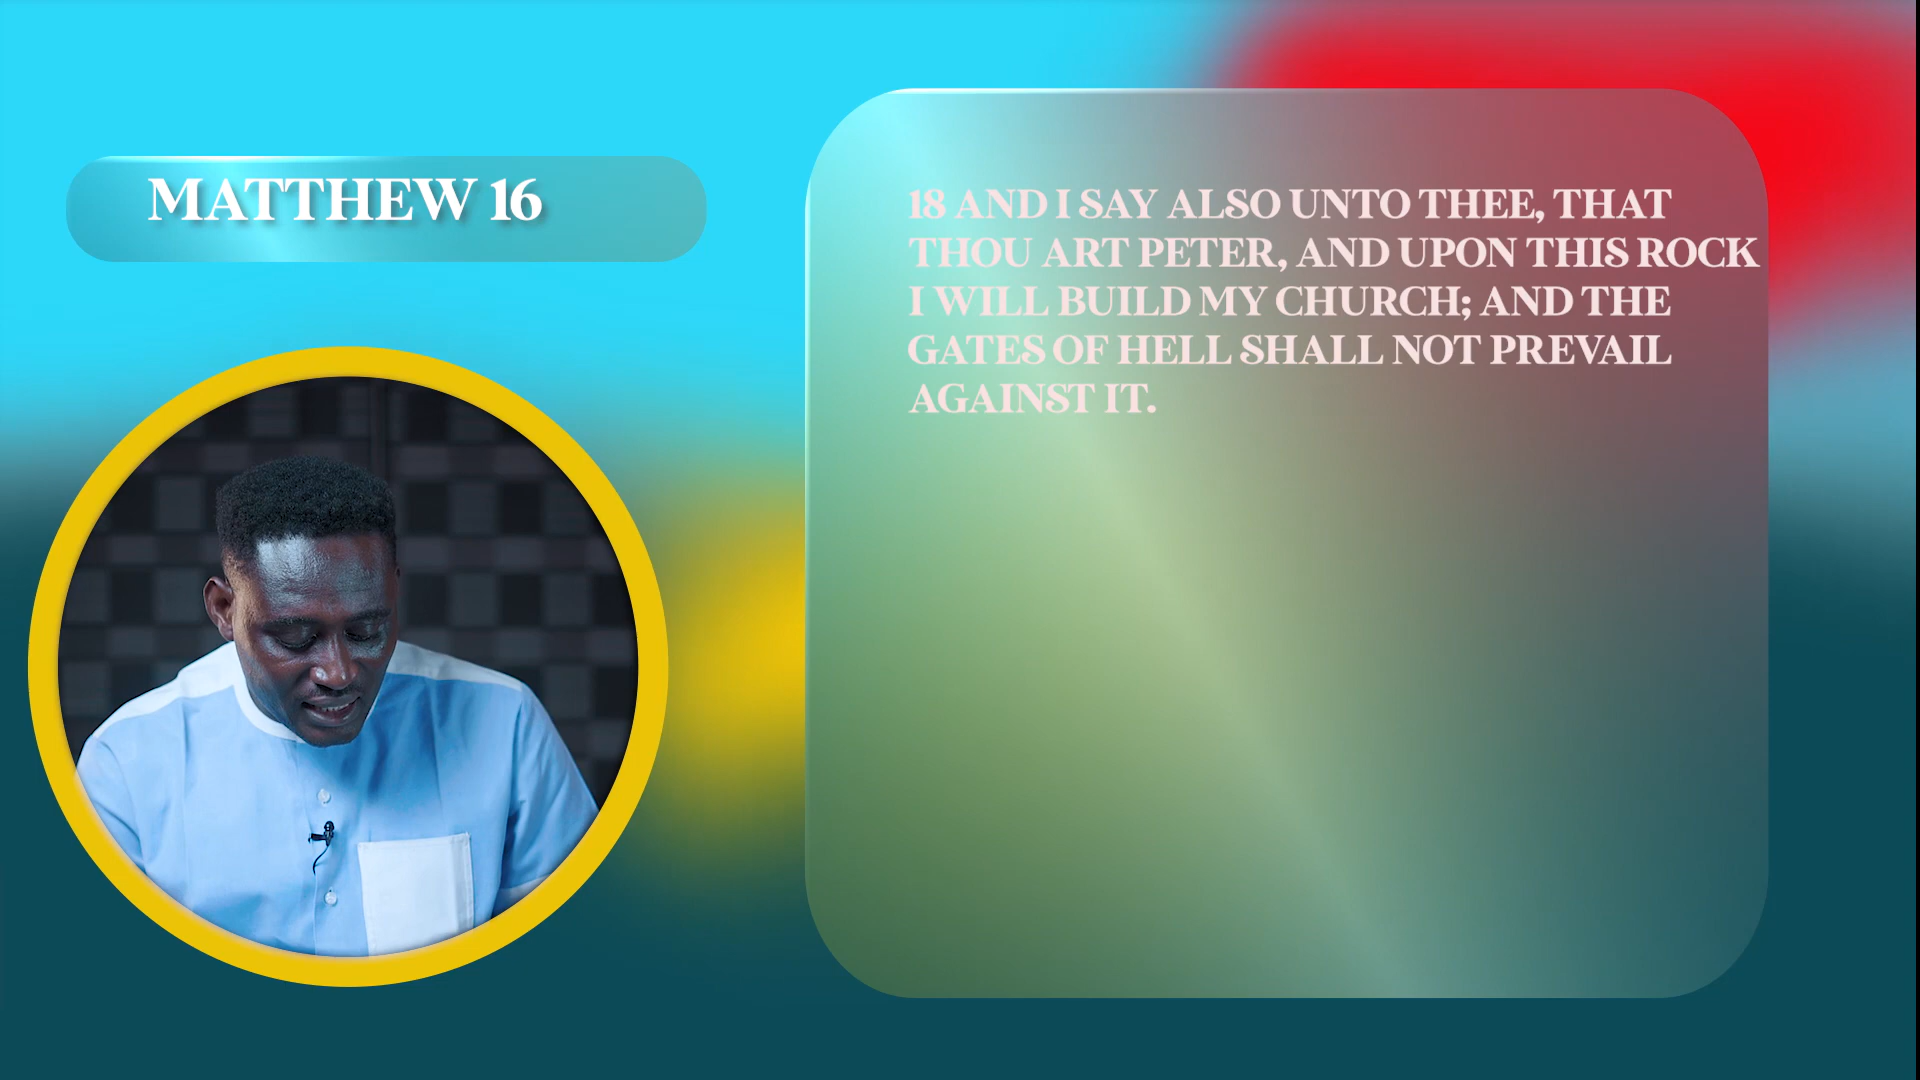 MATTHEW 16
18 AND I SAY ALSO UNTO THEE, THAT
THOU ART PETER, AND UPON THIS ROCK
I WILL BUILD MY CHURCH; AND THE
GATES OF HELL SHALL NOT PREVAIL
AGAINST IT.